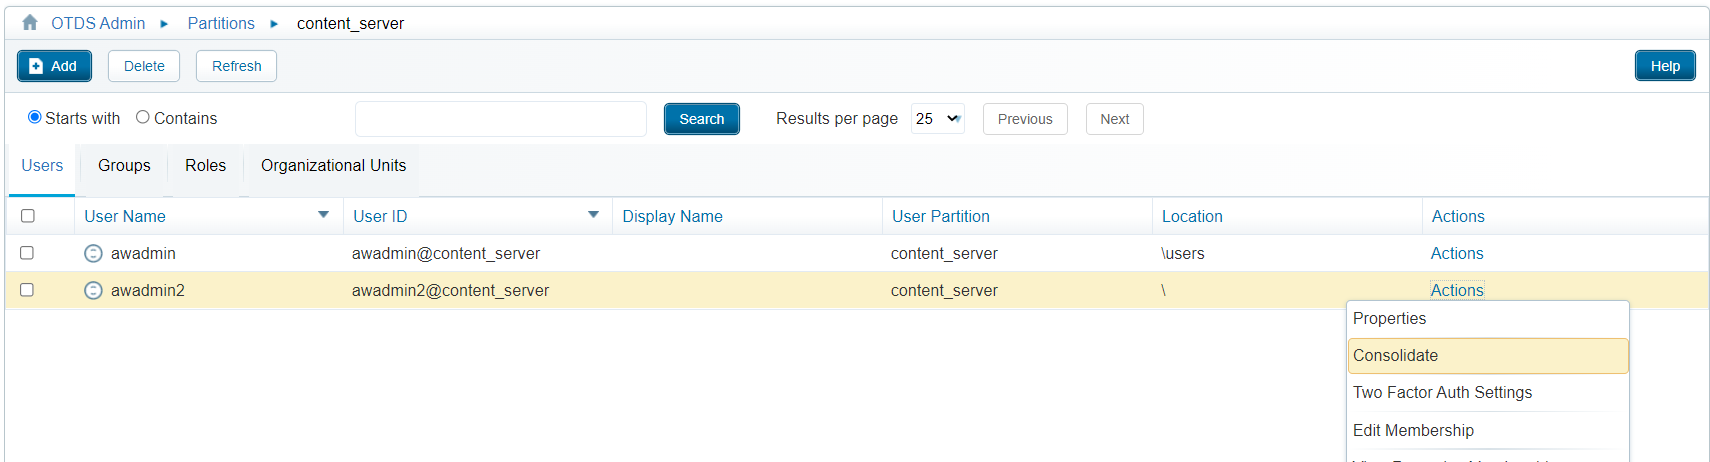 OTDS Admin Partitions content_server
Add Delete Refresh Help
Starts with Contains Search Results per page 25 Previous Next
Users Groups Roles Organizational Units
User Name User ID Display Name User Partition Location Actions
awadmin awadmin@content_server content_server \users Actions
awadmin2 awadmin2@content_server content_server \ Actions
Properties
Consolidate
Two Factor Auth Settings
Edit Membership